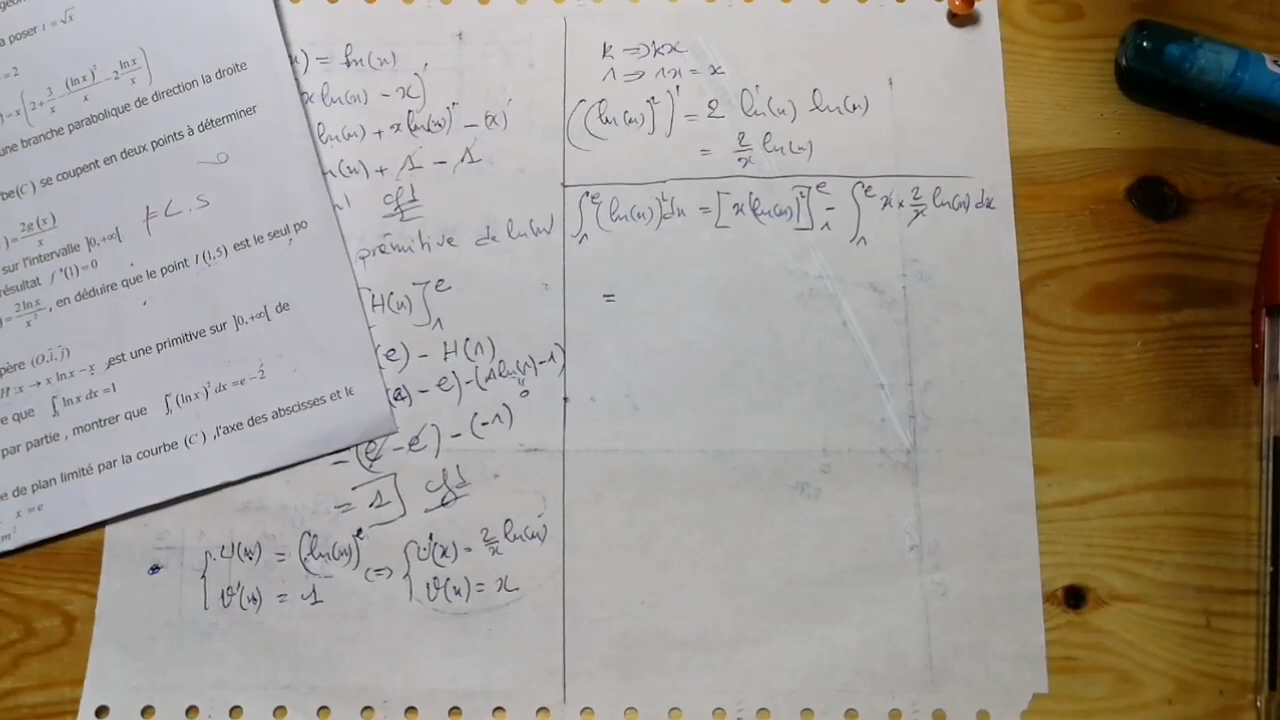 a poser t = √x
= 2
) = x(2 + 3/x - (ln x)²/x - 2 ln x/x)
une branche parabolique de direction la droite
be (C) se coupent en deux points à déterminer
) = 2g(x)/x
sur l'intervalle ]0,+∞[
résultat f''(1) = 0
) = 2 ln x/x², en déduire que le point I(1,5) est le seul po
F C.S
père (O, i, j)
H : x → x ln x - x est une primitive sur ]0,+∞[ de
e que ∫ ln x dx = 1
par partie, montrer que ∫ (ln x)² dx = e - 2
e de plan limité par la courbe (C), l'axe des abscisses et le
x = e
) = ln(x)
x ln(x) - x)'
ln(x) + x ln(x)' - (x)'
ln(x) + 1 - 1
cqfd
primitive de ln(x)
[H(x)]₁ᵉ
(e) - H(1)
- e) - (1 ln(1) - 1)
0
= (e - e) - (-1)
= 1 cqfd
{ U(x) = (ln(x))² <=> { U'(x) = 2/x ln(x)
V'(x) = 1 V(x) = x
k => kx
1 => 1x = x
((ln(x))²)' = 2 ln'(x) ln(x)
= 2/x ln(x)
∫₁ᵉ (ln(x))² dx = [x(ln(x))²]₁ᵉ - ∫₁ᵉ x × 2/x ln(x) dx
=